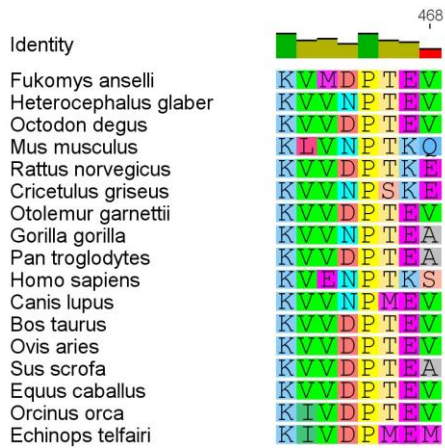 468
Identity
Fukomys anselli KVMDPTEV
Heterocephalus glaber KVVNPTEV
Octodon degus KVVDPTEV
Mus musculus KLVNPTKQ
Rattus norvegicus KVVDPTKE
Cricetulus griseus KVVNPSKE
Otolemur garnettii KVVDPTEV
Gorilla gorilla KVVNPTEA
Pan troglodytes KVVDPTEA
Homo sapiens KVENPTKS
Canis lupus KVVNPMEV
Bos taurus KVVDPTEV
Ovis aries KVVDPTEV
Sus scrofa KVVDPTEA
Equus caballus KVVDPTEV
Orcinus orca KIVDPTEV
Echinops telfairi KIVDPMEM